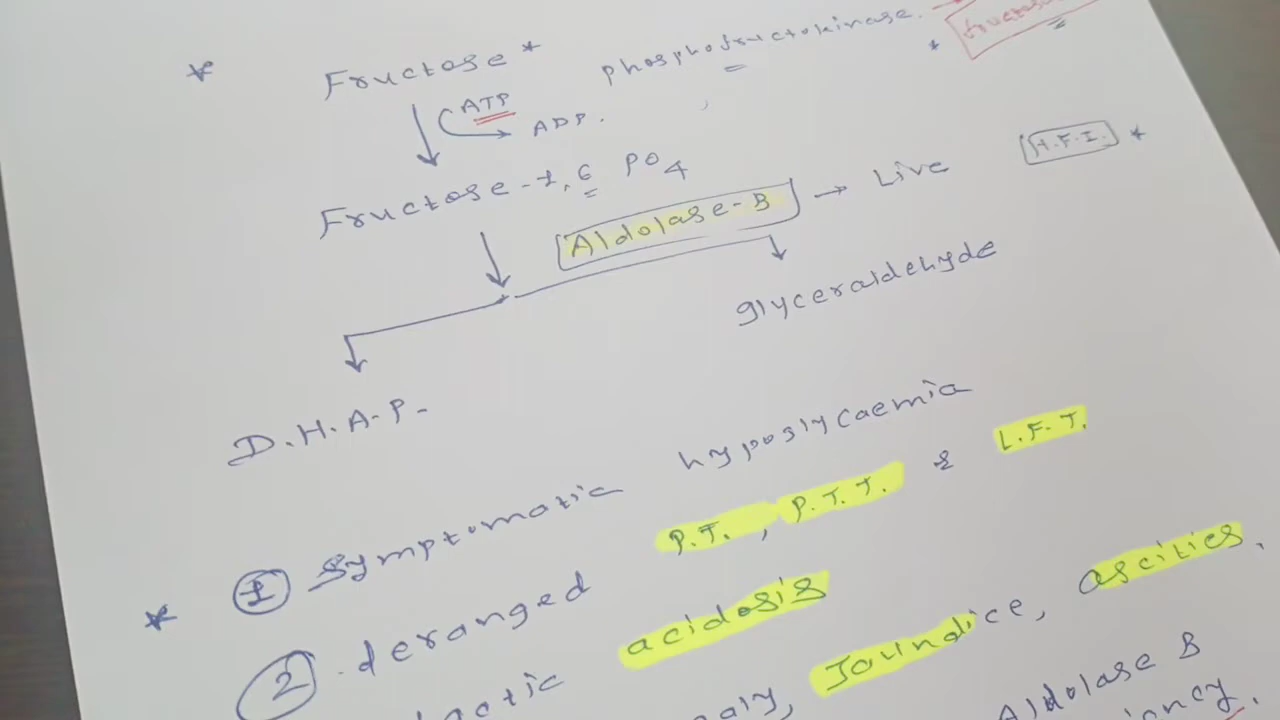 * Fructose * phosphofructokinase. →
*
ATP
ADP.
Fructose-1,6 PO4
Aldolase-B → Live H.F.I. *
glyceraldehyde
D.H.A.P.
* 1 Symptomatic hypoglycaemia
2 deranged P.T., P.T.T. & L.F.T.
acidosis
Jaundice, ascities.
Aldolase B